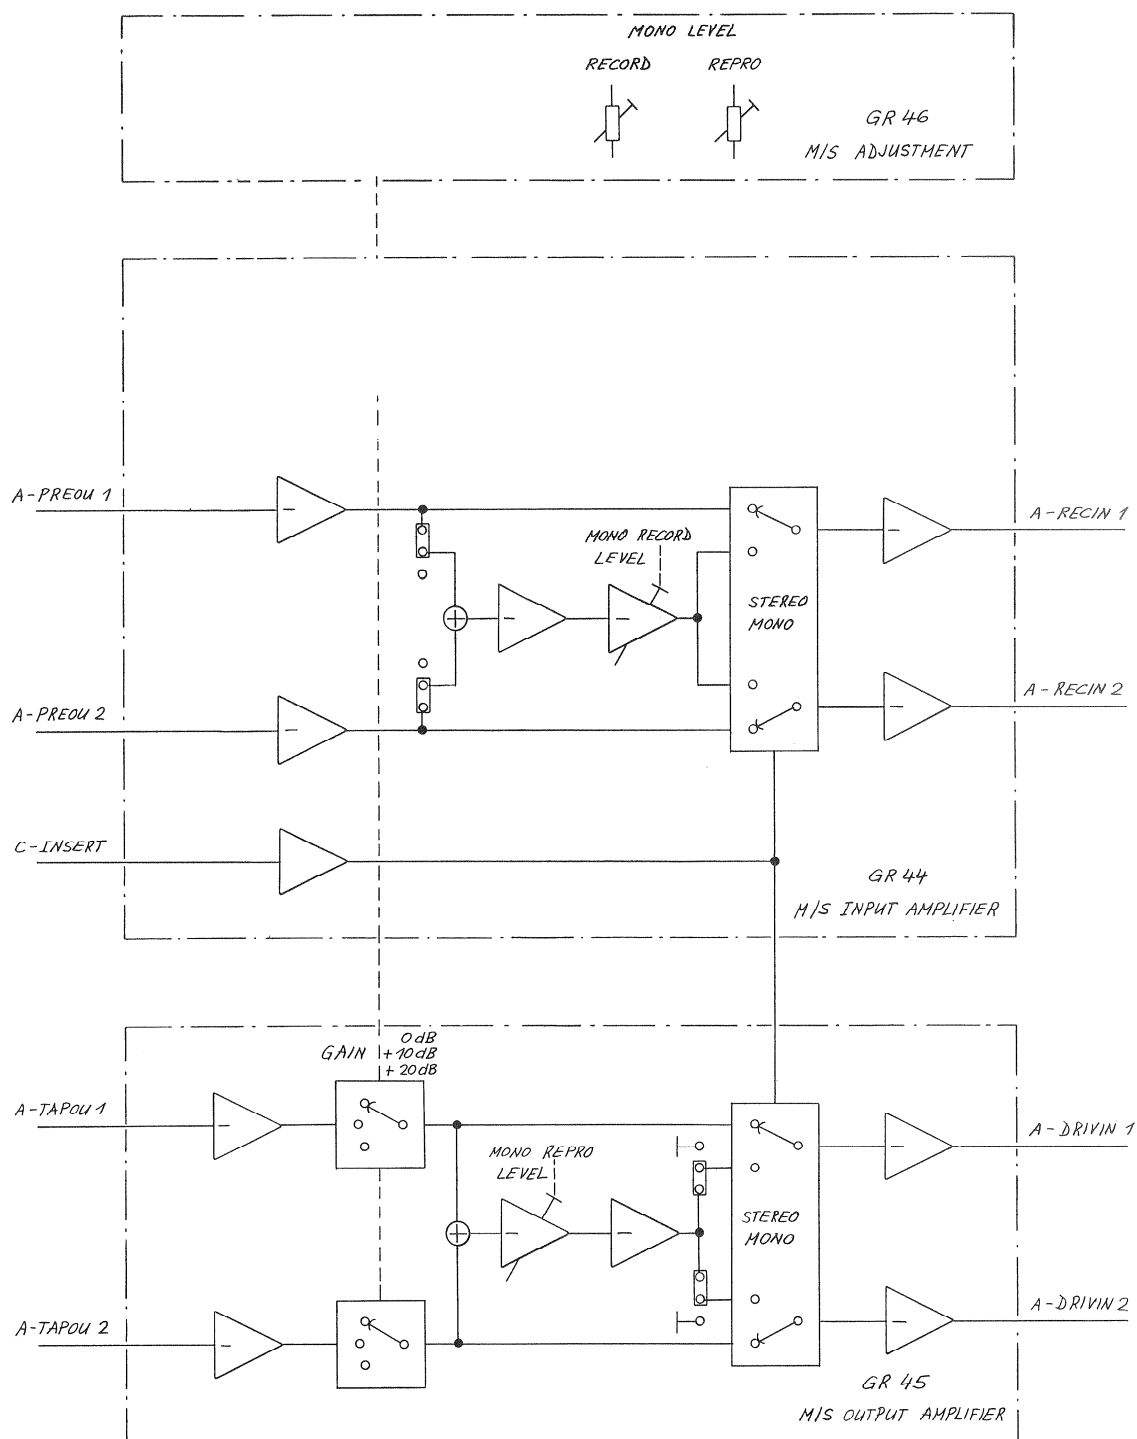 MONO LEVEL
RECORD
REPRO
GR 46
M/S ADJUSTMENT
A-PREOU 1
A-RECIN 1
MONO RECORD
LEVEL
STEREO
MONO
A-PREOU 2
A-RECIN 2
C-INSERT
GR 44
M/S INPUT AMPLIFIER
GAIN
0dB
+10dB
+20dB
A-TAPOU 1
A-DRIVIN 1
MONO REPRO
LEVEL
STEREO
MONO
A-TAPOU 2
A-DRIVIN 2
GR 45
M/S OUTPUT AMPLIFIER